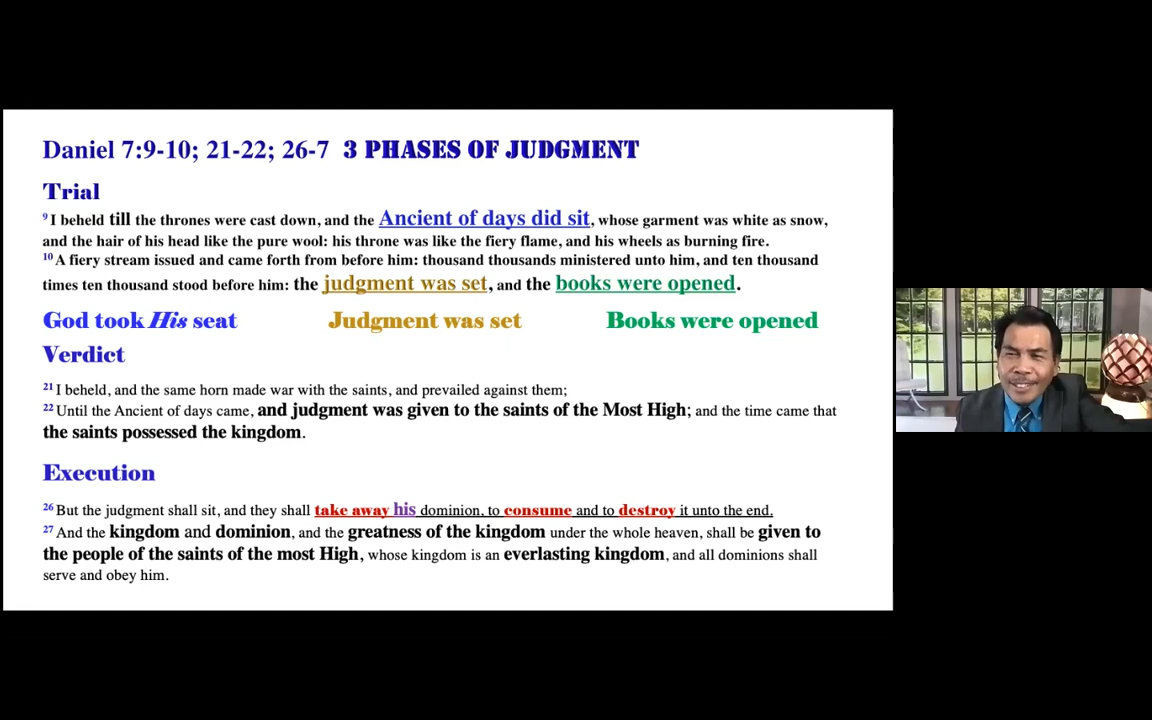 Daniel 7:9-10; 21-22; 26-7 3 PHASES OF JUDGMENT
Trial
9 I beheld till the thrones were cast down, and the Ancient of days did sit, whose garment was white as snow,
and the hair of his head like the pure wool: his throne was like the fiery flame, and his wheels as burning fire.
10 A fiery stream issued and came forth from before him: thousand thousands ministered unto him, and ten thousand
times ten thousand stood before him: the judgment was set, and the books were opened.
God took His seat Judgment was set Books were opened
Verdict
21 I beheld, and the same horn made war with the saints, and prevailed against them;
22 Until the Ancient of days came, and judgment was given to the saints of the Most High; and the time came that
the saints possessed the kingdom.
Execution
26 But the judgment shall sit, and they shall take away his dominion, to consume and to destroy it unto the end.
27 And the kingdom and dominion, and the greatness of the kingdom under the whole heaven, shall be given to
the people of the saints of the most High, whose kingdom is an everlasting kingdom, and all dominions shall
serve and obey him.